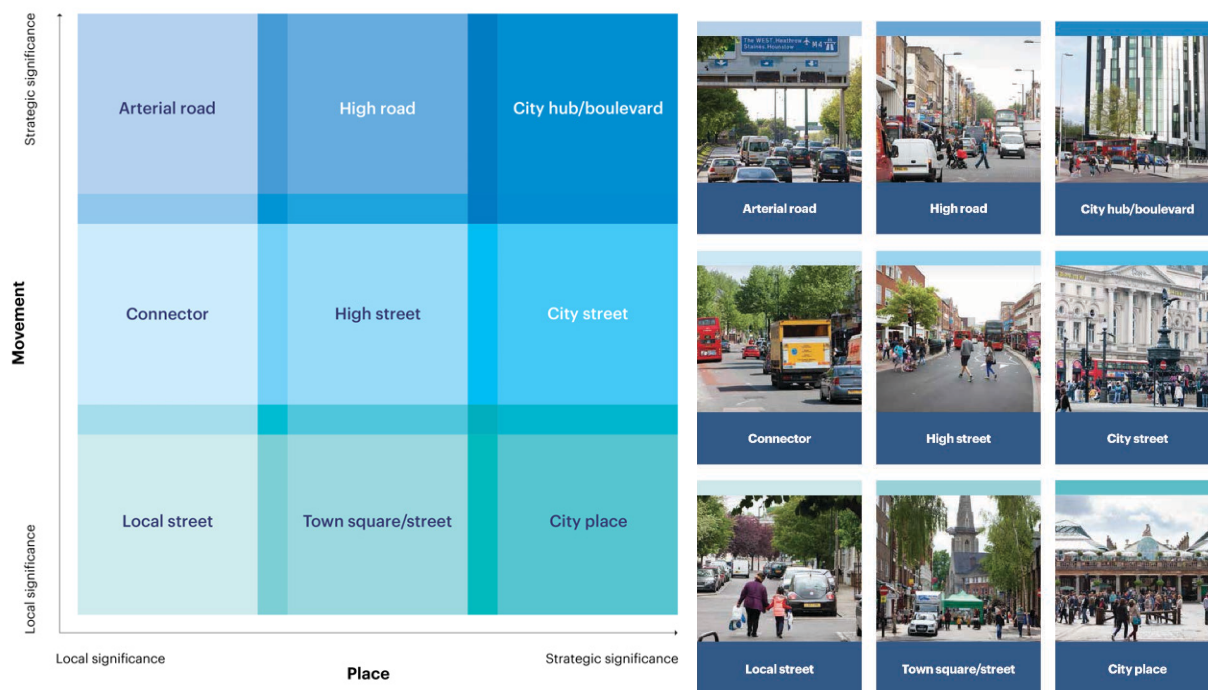 Strategic significance
Local significance
Movement
Arterial road
High road
City hub/boulevard
Connector
High street
City street
Local street
Town square/street
City place
Local significance
Strategic significance
Place
The WEST, Heathrow
Staines, Hounslow
M4
Arterial road
High road
City hub/boulevard
Connector
High street
City street
Local street
Town square/street
City place